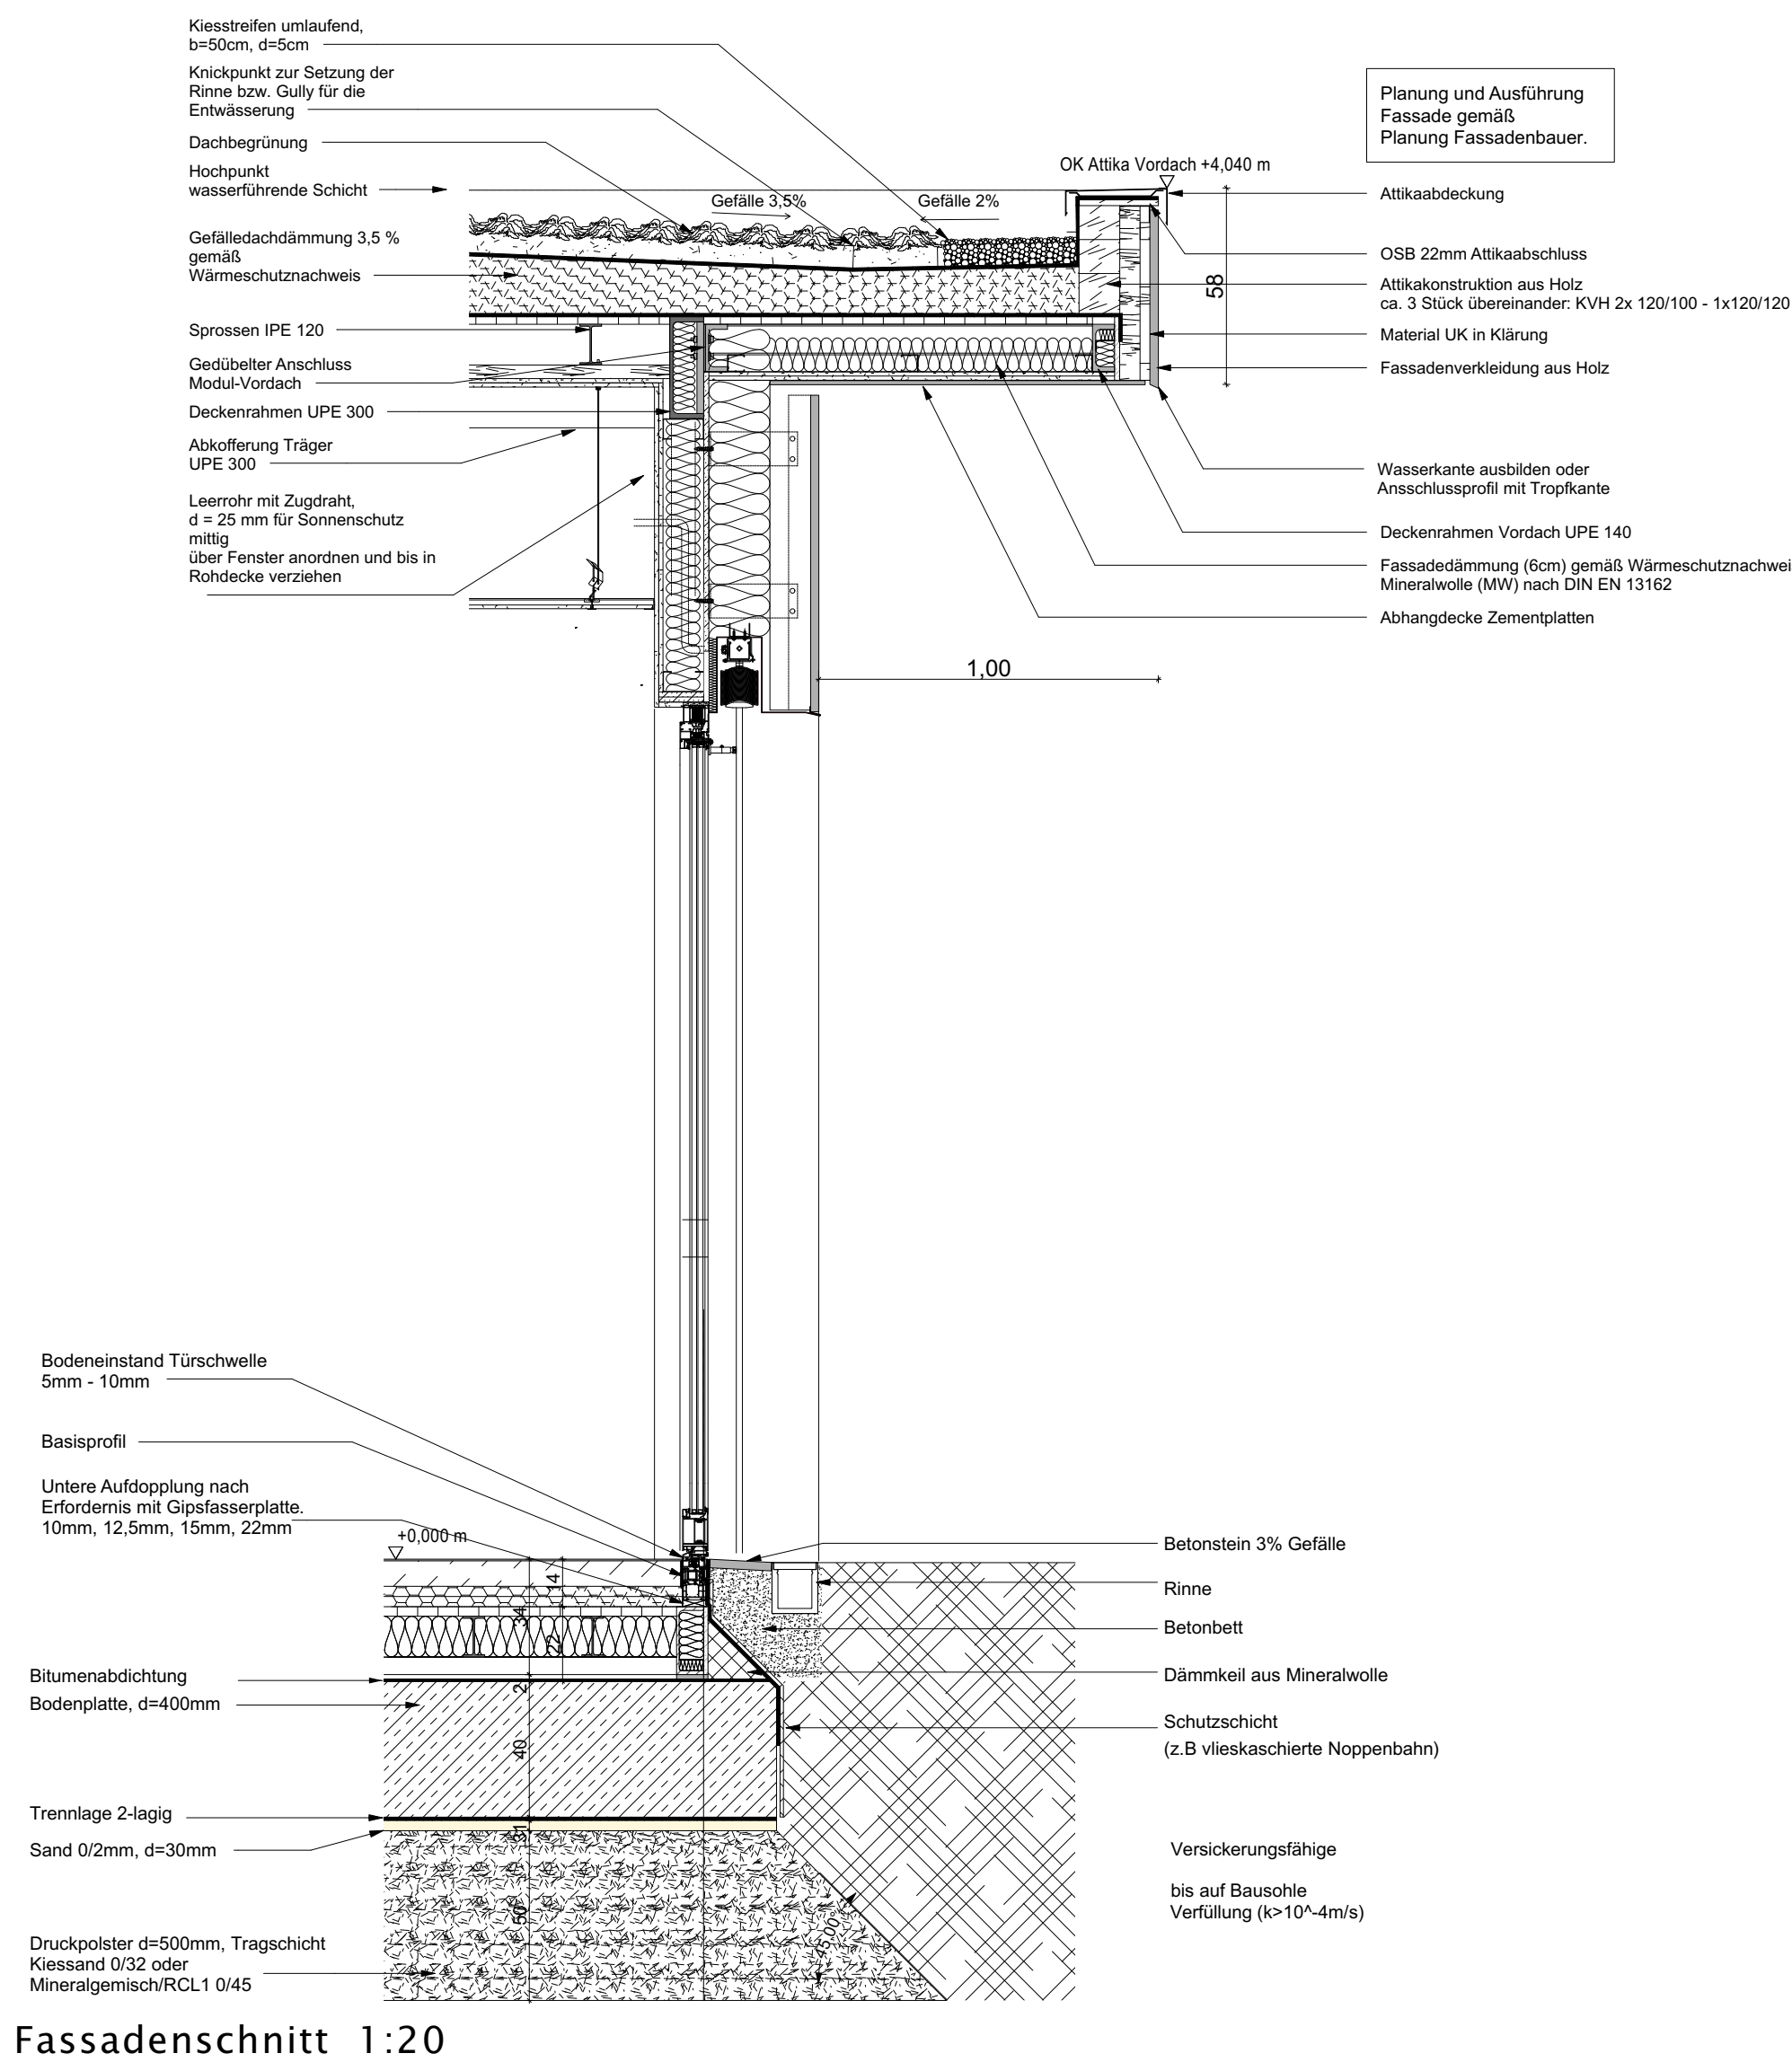 Kiesstreifen umlaufend,
b=50cm, d=5cm
Knickpunkt zur Setzung der
Rinne bzw. Gully für die
Entwässerung
Dachbegrünung
Hochpunkt
wasserführende Schicht
Gefälledachdämmung 3,5 %
gemäß
Wärmeschutznachweis
Sprossen IPE 120
Gedübelter Anschluss
Modul-Vordach
Deckenrahmen UPE 300
Abkofferung Träger
UPE 300
Leerrohr mit Zugdraht,
d = 25 mm für Sonnenschutz
mittig
über Fenster anordnen und bis in
Rohdecke verziehen
Gefälle 3,5%
Gefälle 2%
OK Attika Vordach +4,040 m
58
1,00
Planung und Ausführung
Fassade gemäß
Planung Fassadenbauer.
Attikaabdeckung
OSB 22mm Attikaabschluss
Attikakonstruktion aus Holz
ca. 3 Stück übereinander: KVH 2x 120/100 - 1x120/120
Material UK in Klärung
Fassadenverkleidung aus Holz
Wasserkante ausbilden oder
Ansschlussprofil mit Tropfkante
Deckenrahmen Vordach UPE 140
Fassadedämmung (6cm) gemäß Wärmeschutznachwei
Mineralwolle (MW) nach DIN EN 13162
Abhangdecke Zementplatten
Bodeneinstand Türschwelle
5mm - 10mm
Basisprofil
Untere Aufdopplung nach
Erfordernis mit Gipsfasserplatte.
10mm, 12,5mm, 15mm, 22mm
+0,000 m
14
34
22
2
40
31
50
45,00°
Bitumenabdichtung
Bodenplatte, d=400mm
Trennlage 2-lagig
Sand 0/2mm, d=30mm
Druckpolster d=500mm, Tragschicht
Kiessand 0/32 oder
Mineralgemisch/RCL1 0/45
Betonstein 3% Gefälle
Rinne
Betonbett
Dämmkeil aus Mineralwolle
Schutzschicht
(z.B vlieskaschierte Noppenbahn)
Versickerungsfähige
bis auf Bausohle
Verfüllung (k>10^-4m/s)
Fassadenschnitt 1:20